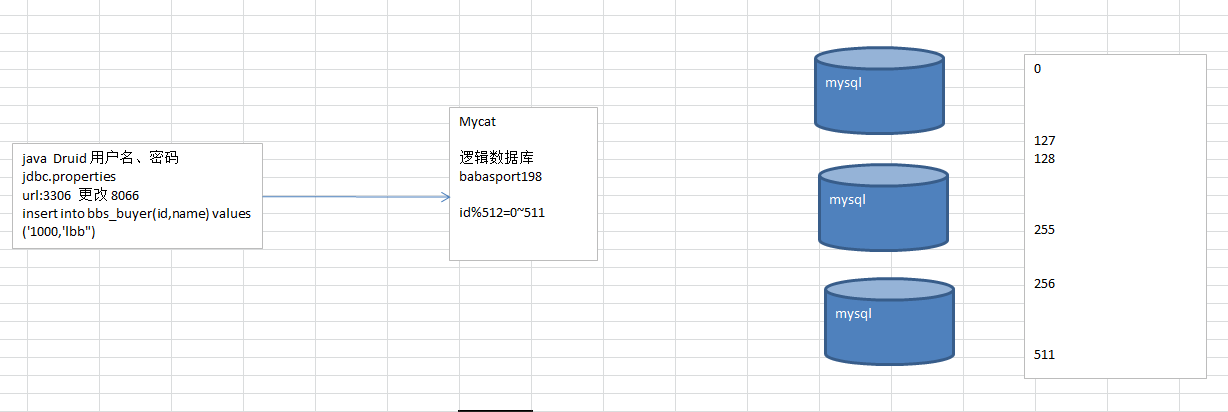 java Druid 用户名、密码
jdbc.properties
url:3306 更改 8066
insert into bbs_buyer(id,name) values
('1000,'lbb")
Mycat
逻辑数据库
babasport198
id%512=0~511
mysql
mysql
mysql
0
127
128
255
256
511